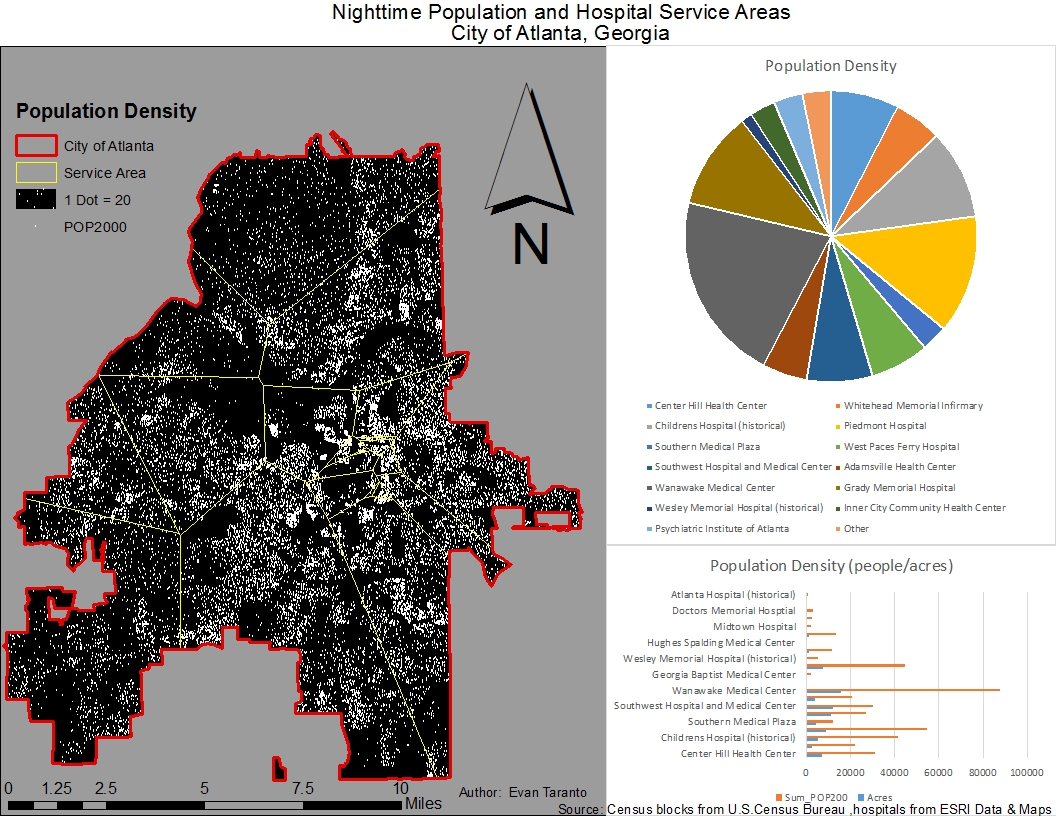 Nighttime Population and Hospital Service Areas
City of Atlanta, Georgia
Population Density
City of Atlanta
Service Area
1 Dot = 20
POP2000
N
0 1.25 2.5 5 7.5 10
Miles
Author: Evan Taranto
Population Density
Center Hill Health Center
Whitehead Memorial Infirmary
Childrens Hospital (historical)
Piedmont Hospital
Southern Medical Plaza
West Paces Ferry Hospital
Southwest Hospital and Medical Center
Adamsville Health Center
Wanawake Medical Center
Grady Memorial Hospital
Wesley Memorial Hospital (historical)
Inner City Community Health Center
Psychiatric Institute of Atlanta
Other
Population Density (people/acres)
Atlanta Hospital (historical)
Doctors Memorial Hosptial
Midtown Hospital
Hughes Spalding Medical Center
Wesley Memorial Hospital (historical)
Georgia Baptist Medical Center
Wanawake Medical Center
Southwest Hospital and Medical Center
Southern Medical Plaza
Childrens Hospital (historical)
Center Hill Health Center
0 20000 40000 60000 80000 100000
Sum_POP200 Acres
Source: Census blocks from U.S.Census Bureau ,hospitals from ESRI Data & Maps